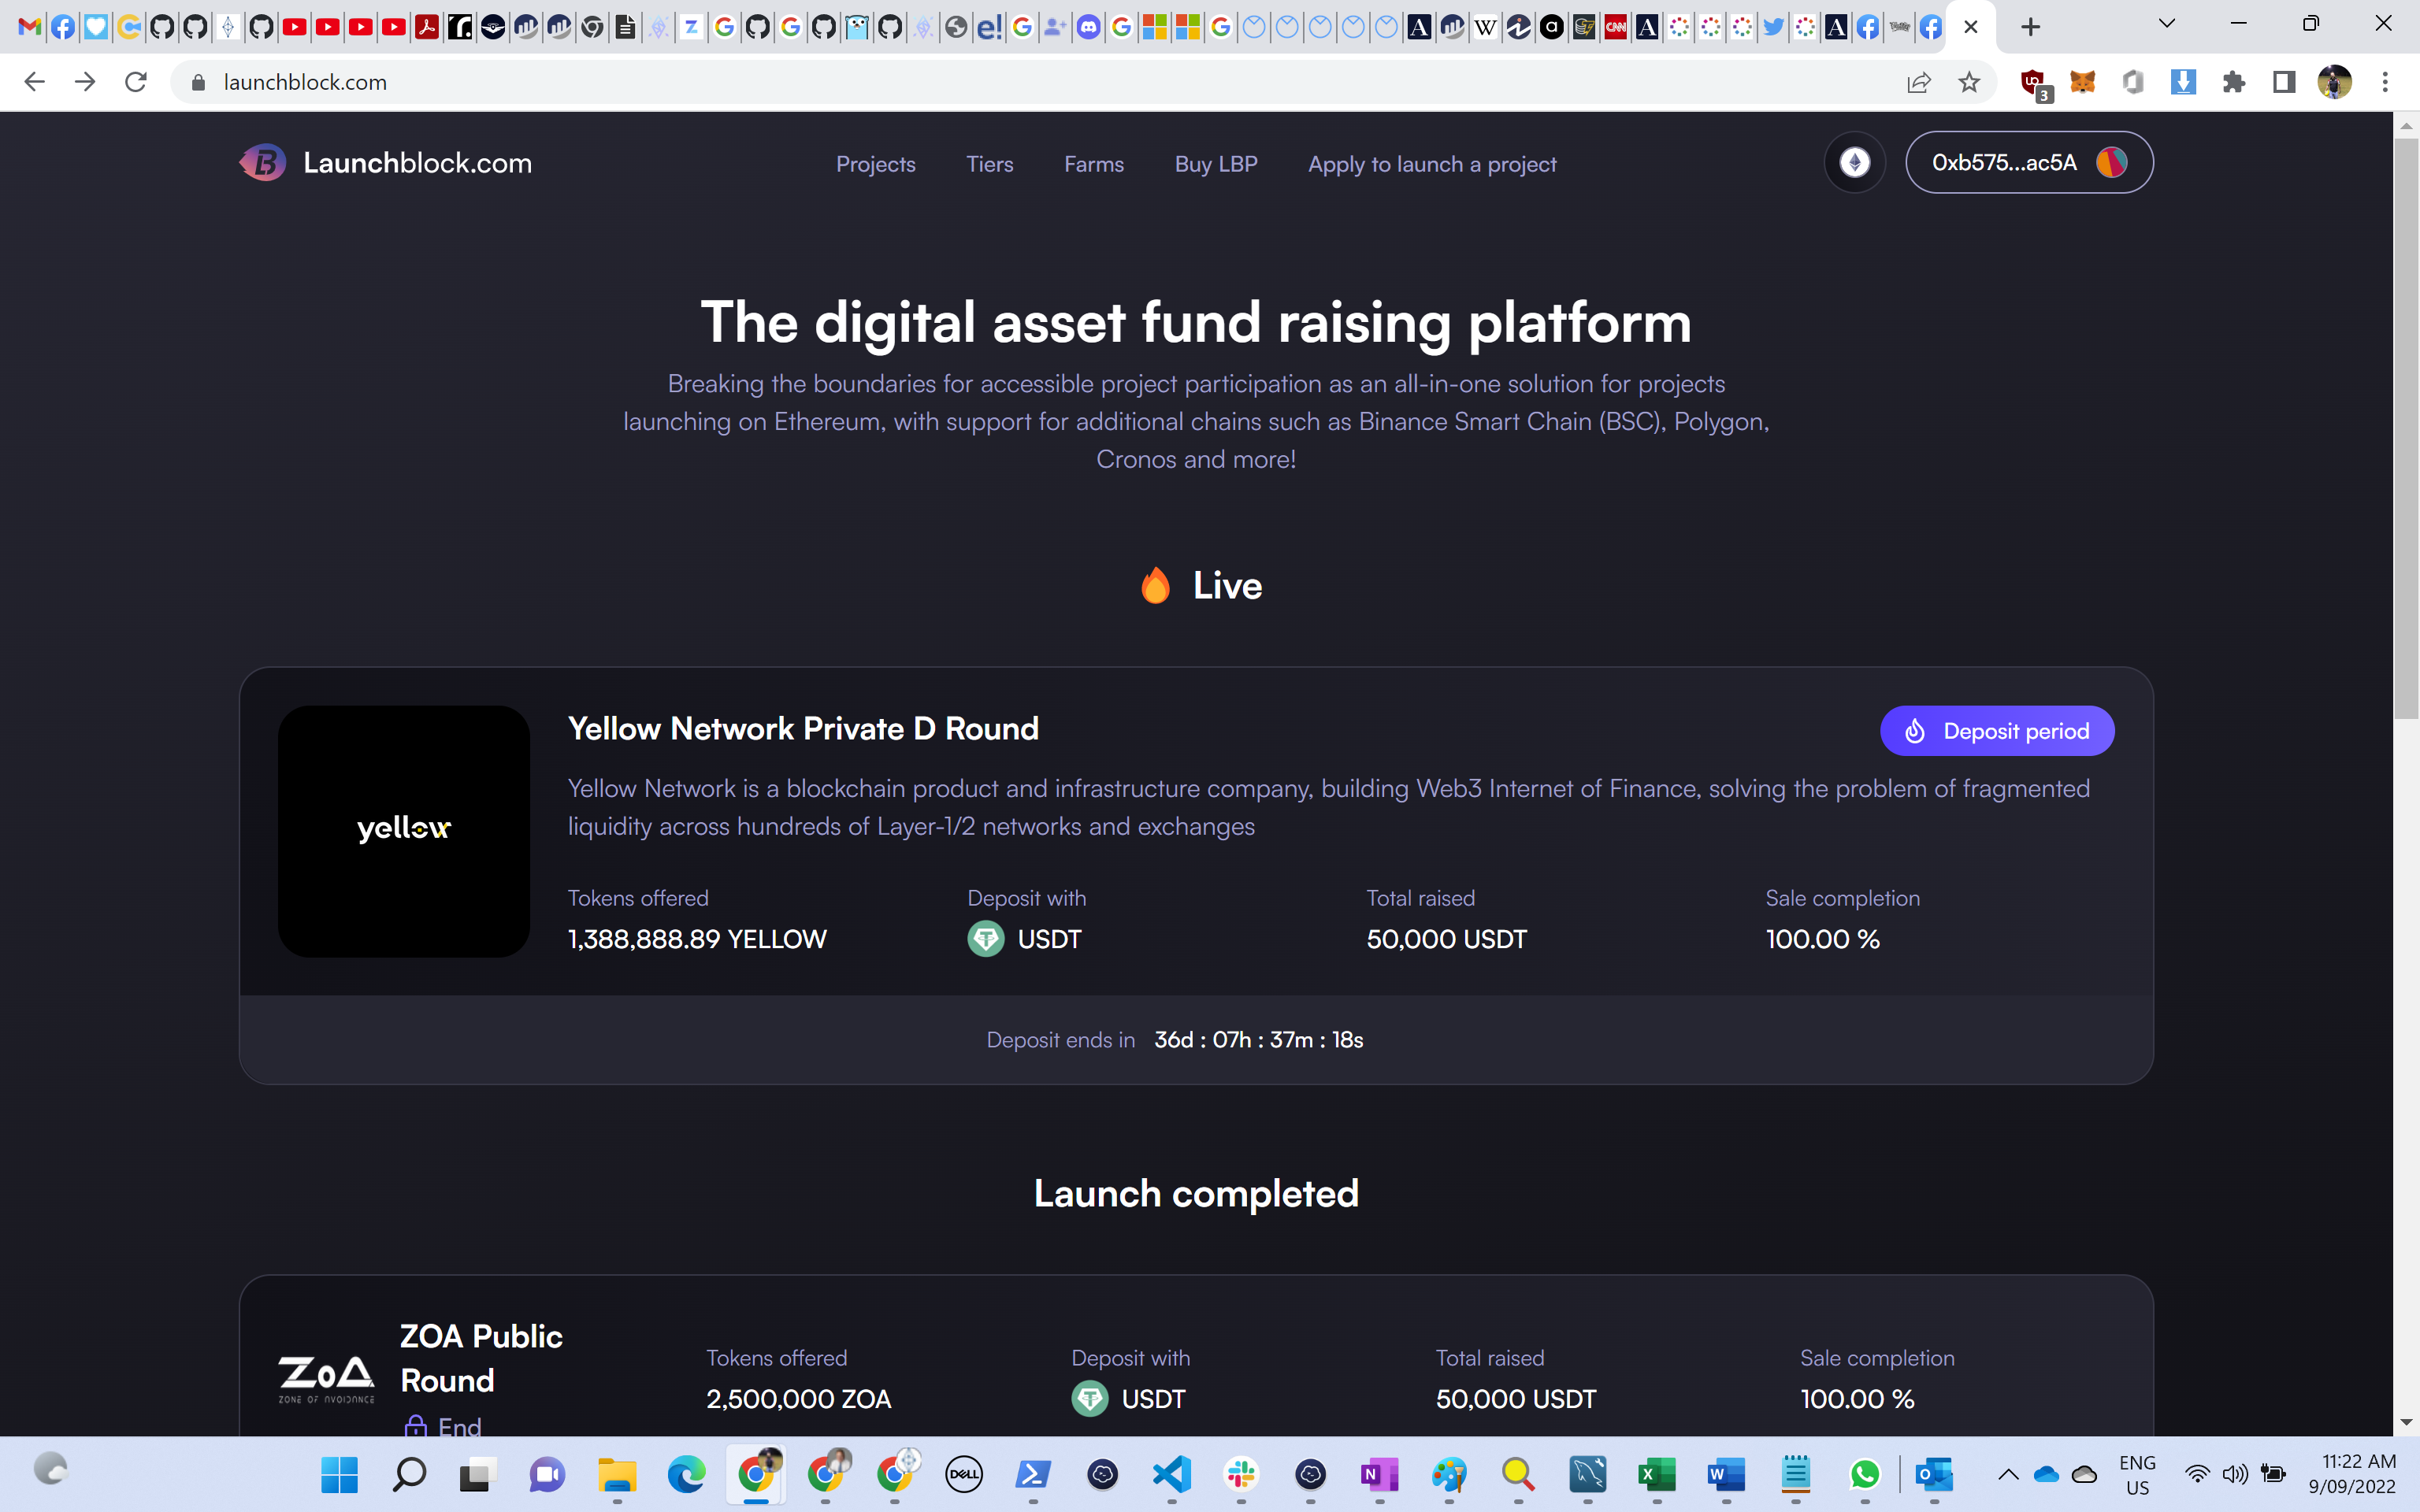 launchblock.com
3
Launchblock.com
Projects
Tiers
Farms
Buy LBP
Apply to launch a project
0xb575...ac5A
The digital asset fund raising platform
Breaking the boundaries for accessible project participation as an all-in-one solution for projects
launching on Ethereum, with support for additional chains such as Binance Smart Chain (BSC), Polygon,
Cronos and more!
Live
yellow
Yellow Network Private D Round
Deposit period
Yellow Network is a blockchain product and infrastructure company, building Web3 Internet of Finance, solving the problem of fragmented
liquidity across hundreds of Layer-1/2 networks and exchanges
Tokens offered
Deposit with
Total raised
Sale completion
1,388,888.89 YELLOW
USDT
50,000 USDT
100.00 %
Deposit ends in 36d : 07h : 37m : 18s
Launch completed
ZOA
ZONE OF AVOIDANCE
ZOA Public
Round
End
Tokens offered
Deposit with
Total raised
Sale completion
2,500,000 ZOA
USDT
50,000 USDT
100.00 %
DELL
ENG
US
11:22 AM
9/09/2022